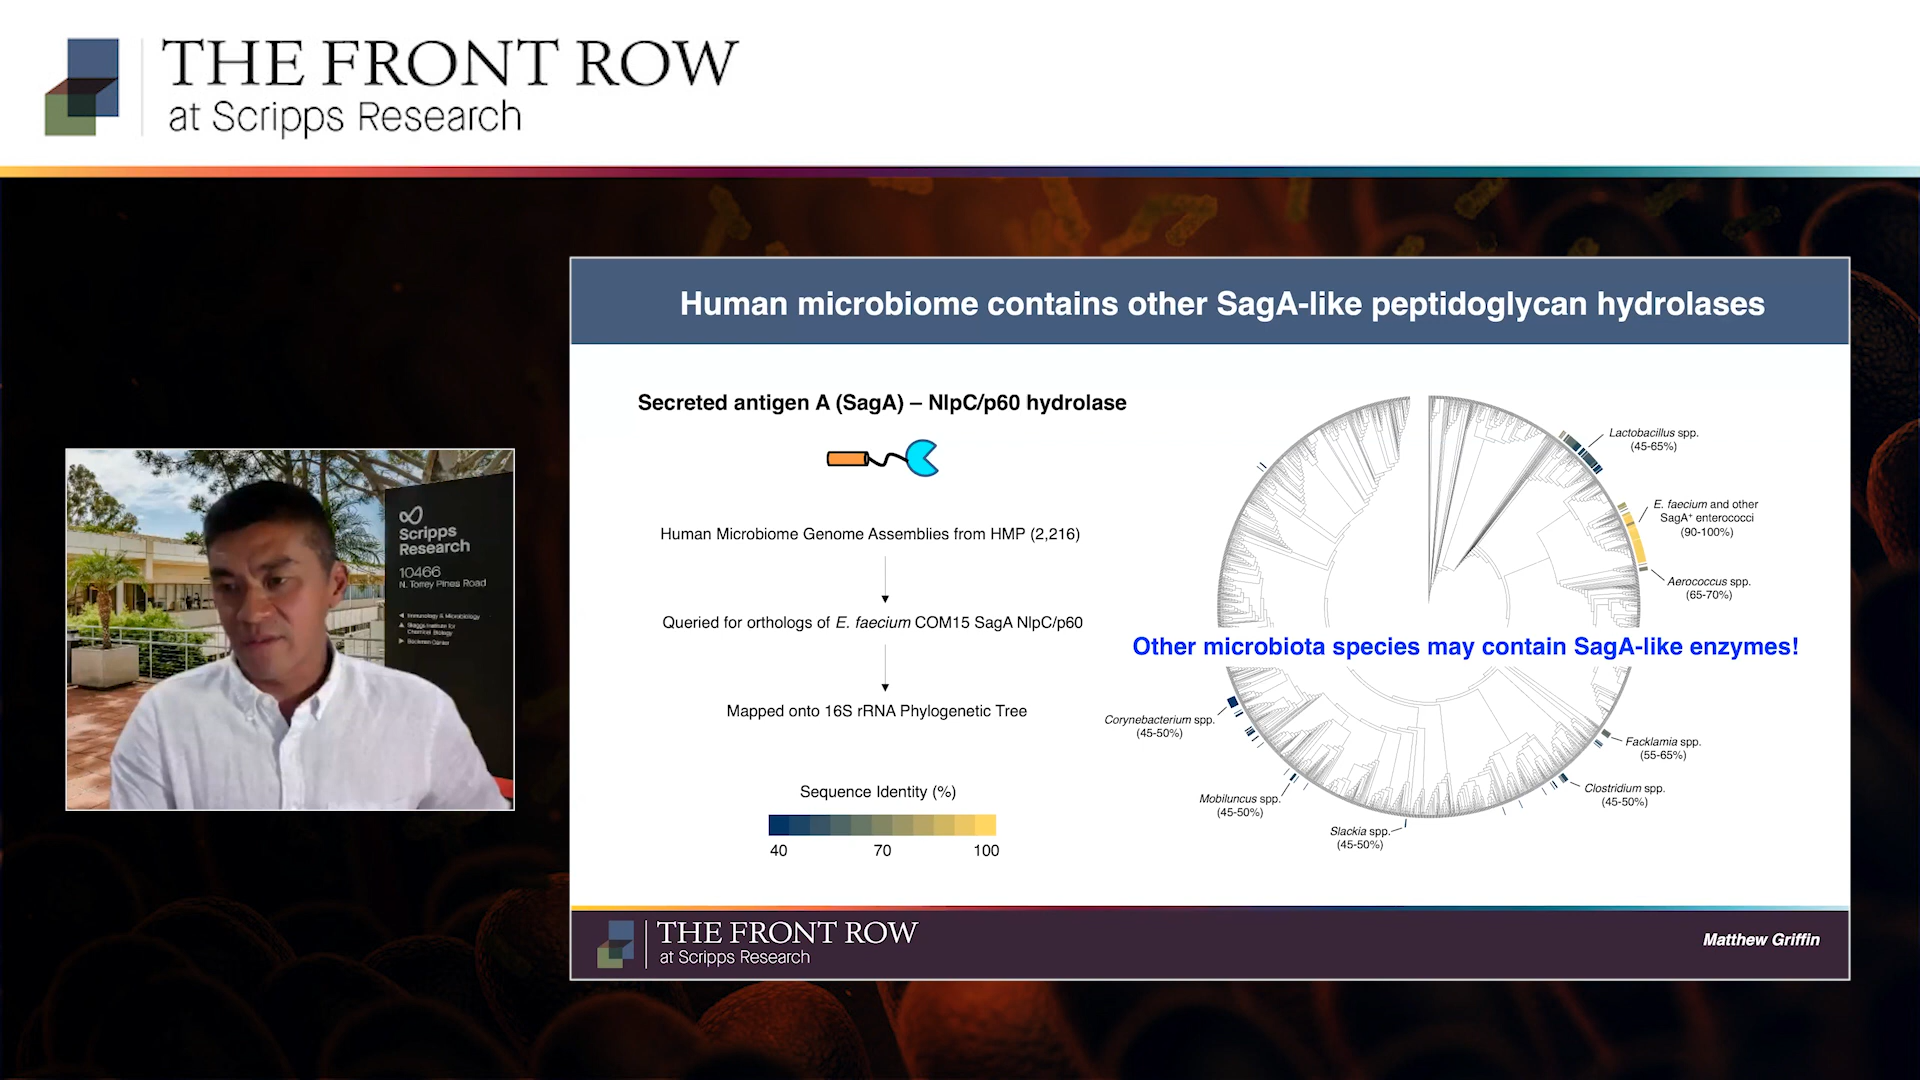 THE FRONT ROW
at Scripps Research
Scripps
Research
10466
N. Torrey Pines Road
Immunology & Microbiology
Skaggs Institute for
Chemical Biology
Beckman Center
Human microbiome contains other SagA-like peptidoglycan hydrolases
Secreted antigen A (SagA) – NlpC/p60 hydrolase
Human Microbiome Genome Assemblies from HMP (2,216)
Queried for orthologs of E. faecium COM15 SagA NlpC/p60
Mapped onto 16S rRNA Phylogenetic Tree
Sequence Identity (%)
40 70 100
Lactobacillus spp.
(45-65%)
E. faecium and other
SagA⁺ enterococci
(90-100%)
Aerococcus spp.
(65-70%)
Other microbiota species may contain SagA-like enzymes!
Corynebacterium spp.
(45-50%)
Facklamia spp.
(55-65%)
Clostridium spp.
(45-50%)
Mobiluncus spp.
(45-50%)
Slackia spp.
(45-50%)
THE FRONT ROW
at Scripps Research
Matthew Griffin